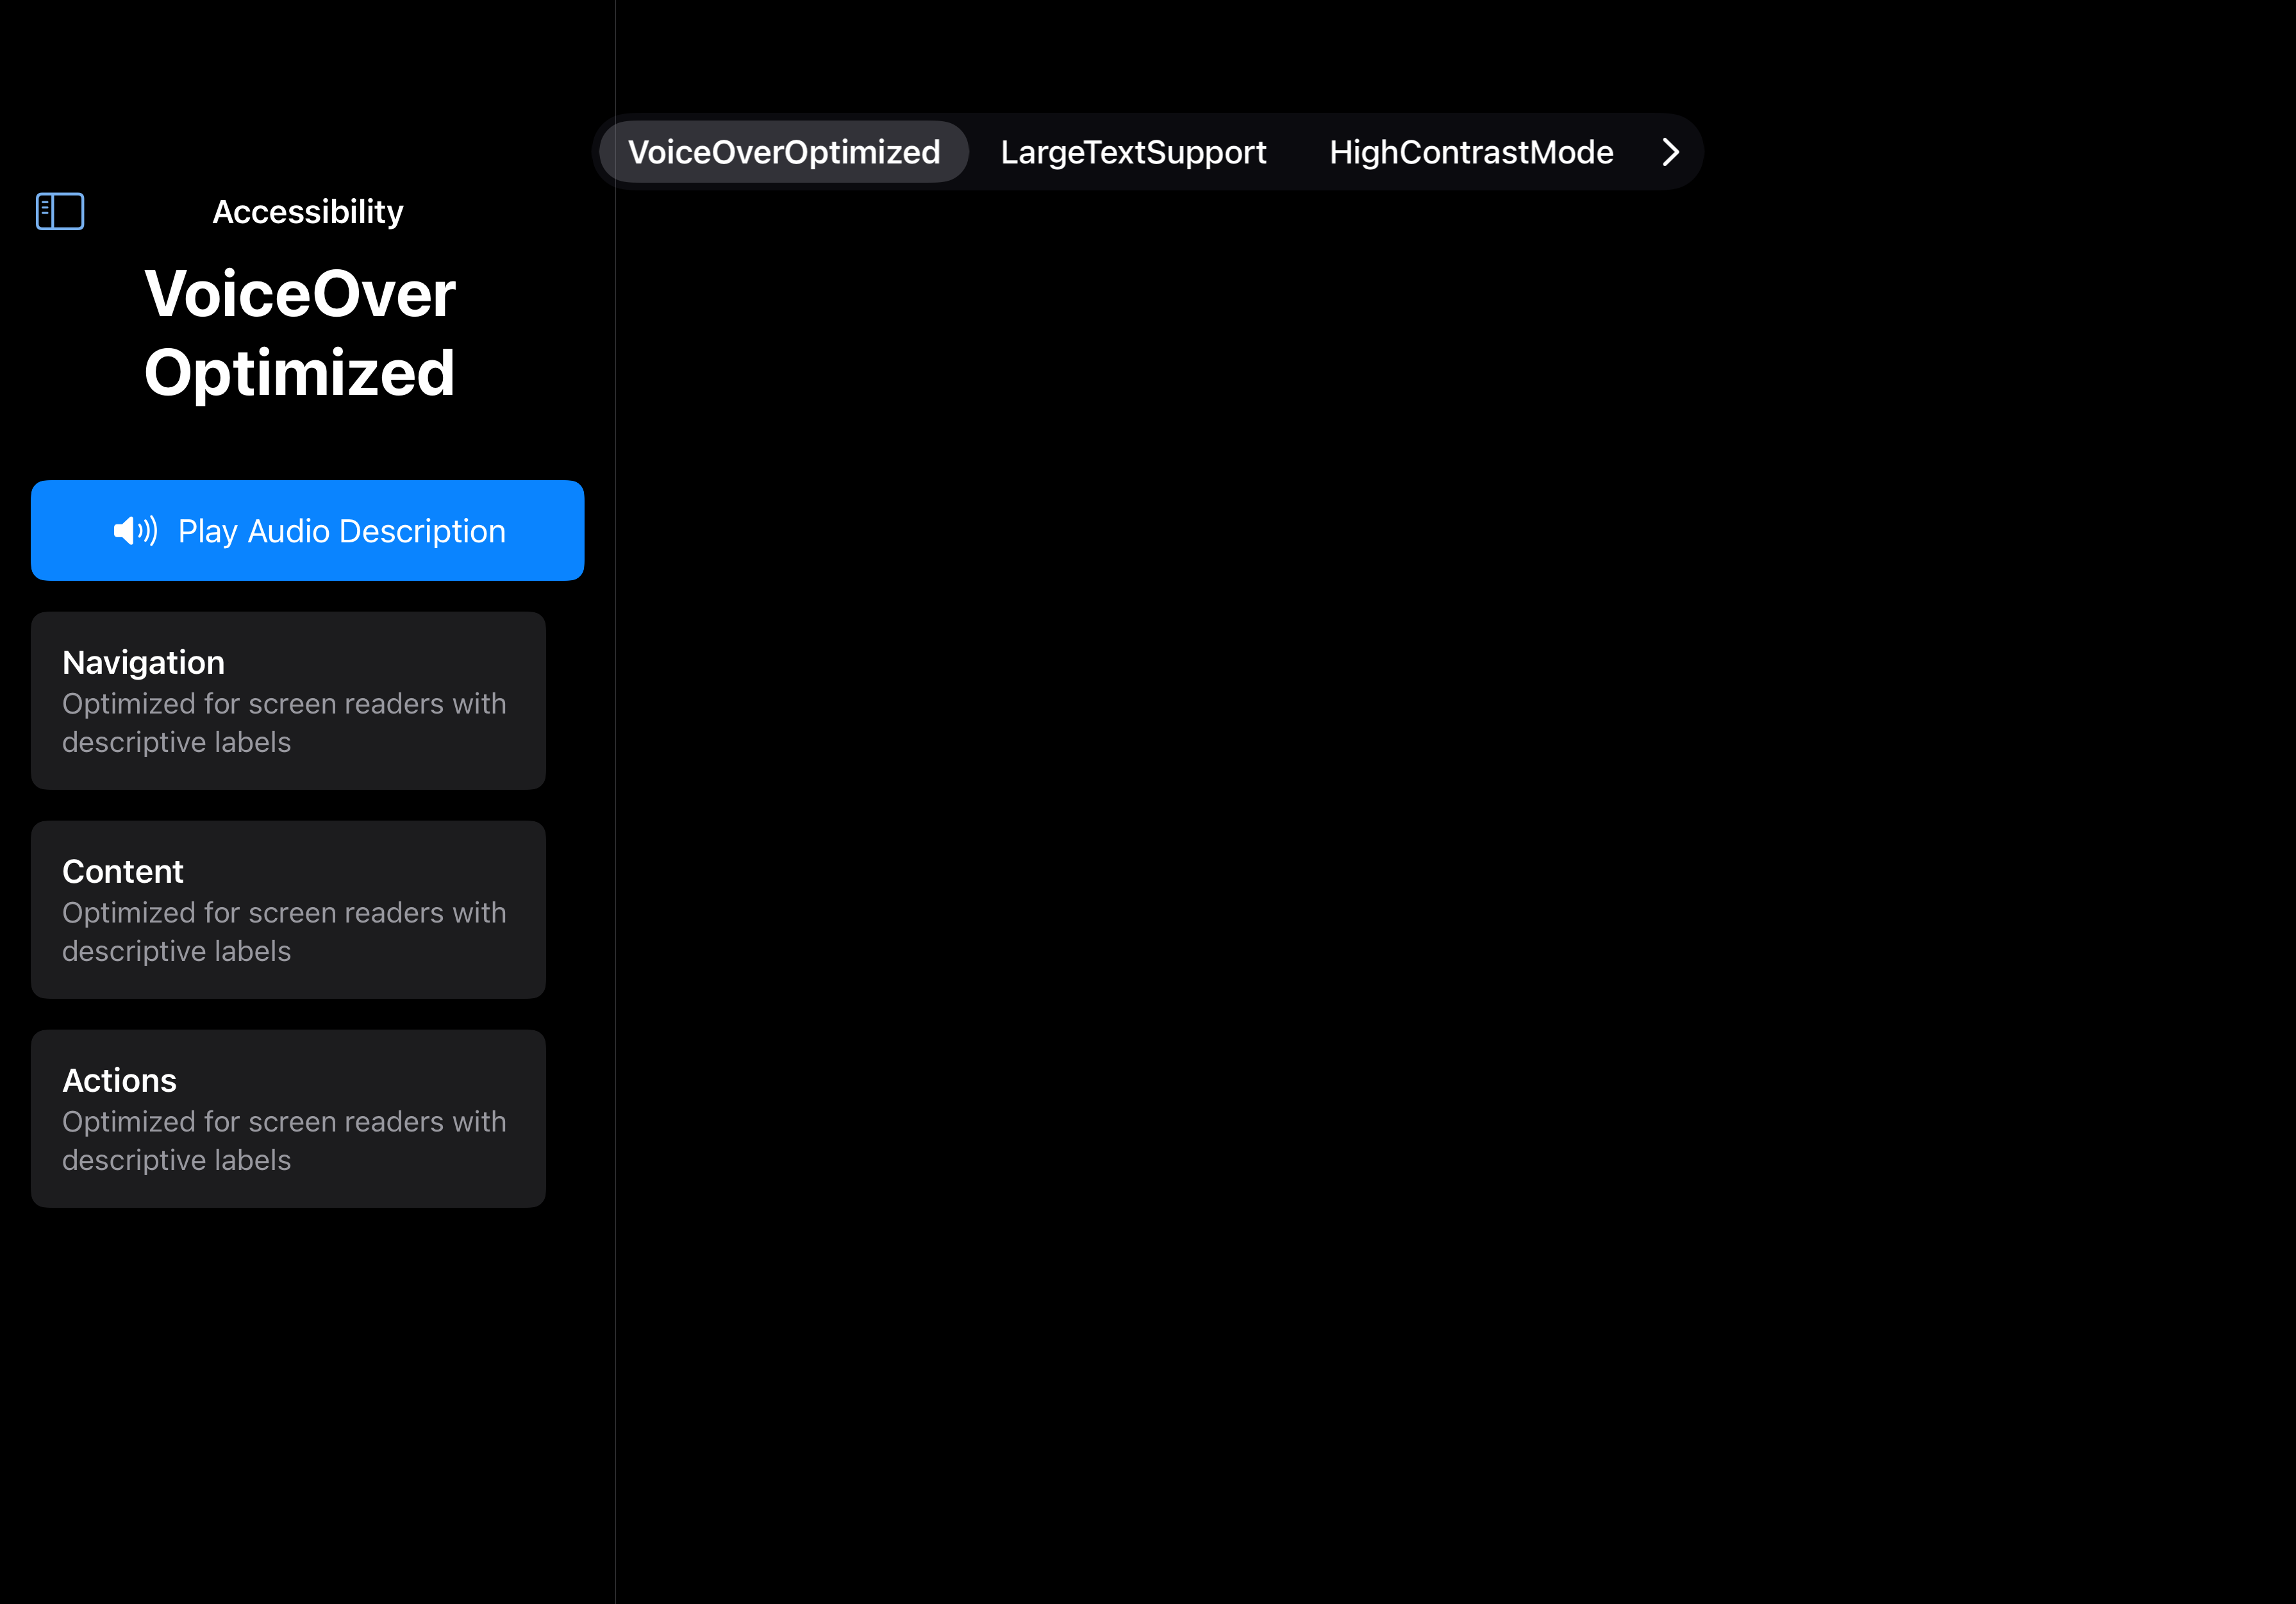 VoiceOverOptimized
LargeTextSupport
HighContrastMode
Accessibility
VoiceOver
Optimized
Play Audio Description
Navigation
Optimized for screen readers with
descriptive labels
Content
Optimized for screen readers with
descriptive labels
Actions
Optimized for screen readers with
descriptive labels